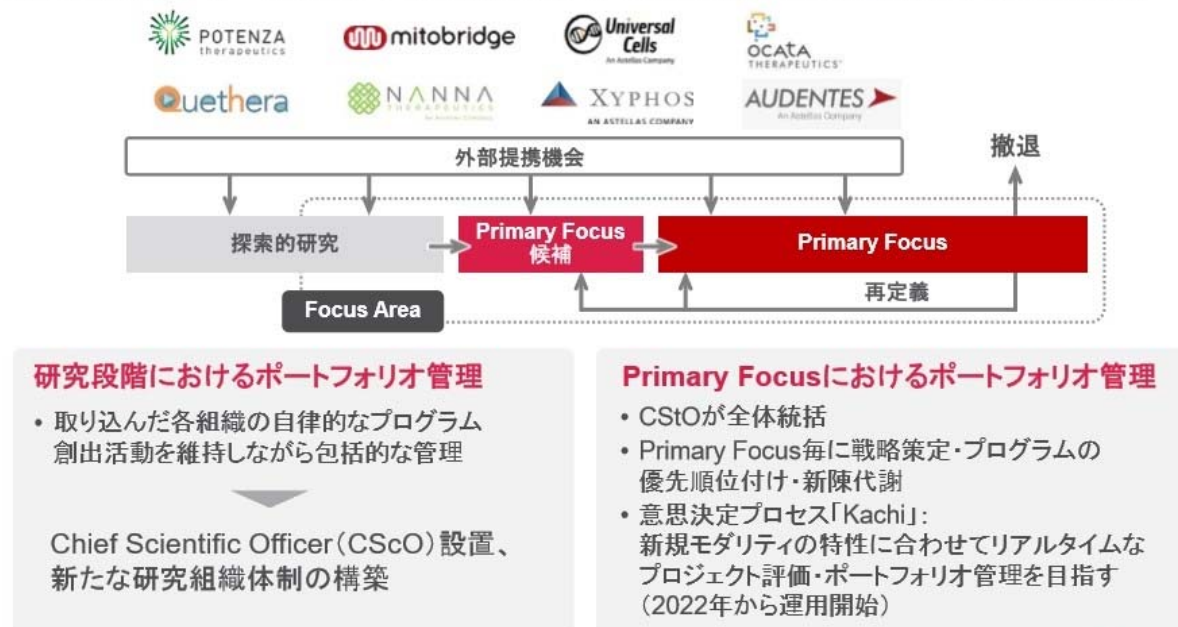 POTENZA
therapeutics
mitobridge
Universal
Cells
An Astellas Company
OCATA
THERAPEUTICS
Quethera
NANNA
THERAPEUTICS
An Astellas Company
XYPHOS
AN ASTELLAS COMPANY
AUDENTES
An Astellas Company
外部提携機会
撤退
探索的研究
Primary Focus
候補
Primary Focus
再定義
Focus Area
研究段階におけるポートフォリオ管理
• 取り込んだ各組織の自律的なプログラム
創出活動を維持しながら包括的な管理
Chief Scientific Officer(CScO)設置、
新たな研究組織体制の構築
Primary Focusにおけるポートフォリオ管理
• CStOが全体統括
• Primary Focus毎に戦略策定・プログラムの
優先順位付け・新陳代謝
• 意思決定プロセス「Kachi」:
新規モダリティの特性に合わせてリアルタイムな
プロジェクト評価・ポートフォリオ管理を目指す
(2022年から運用開始)